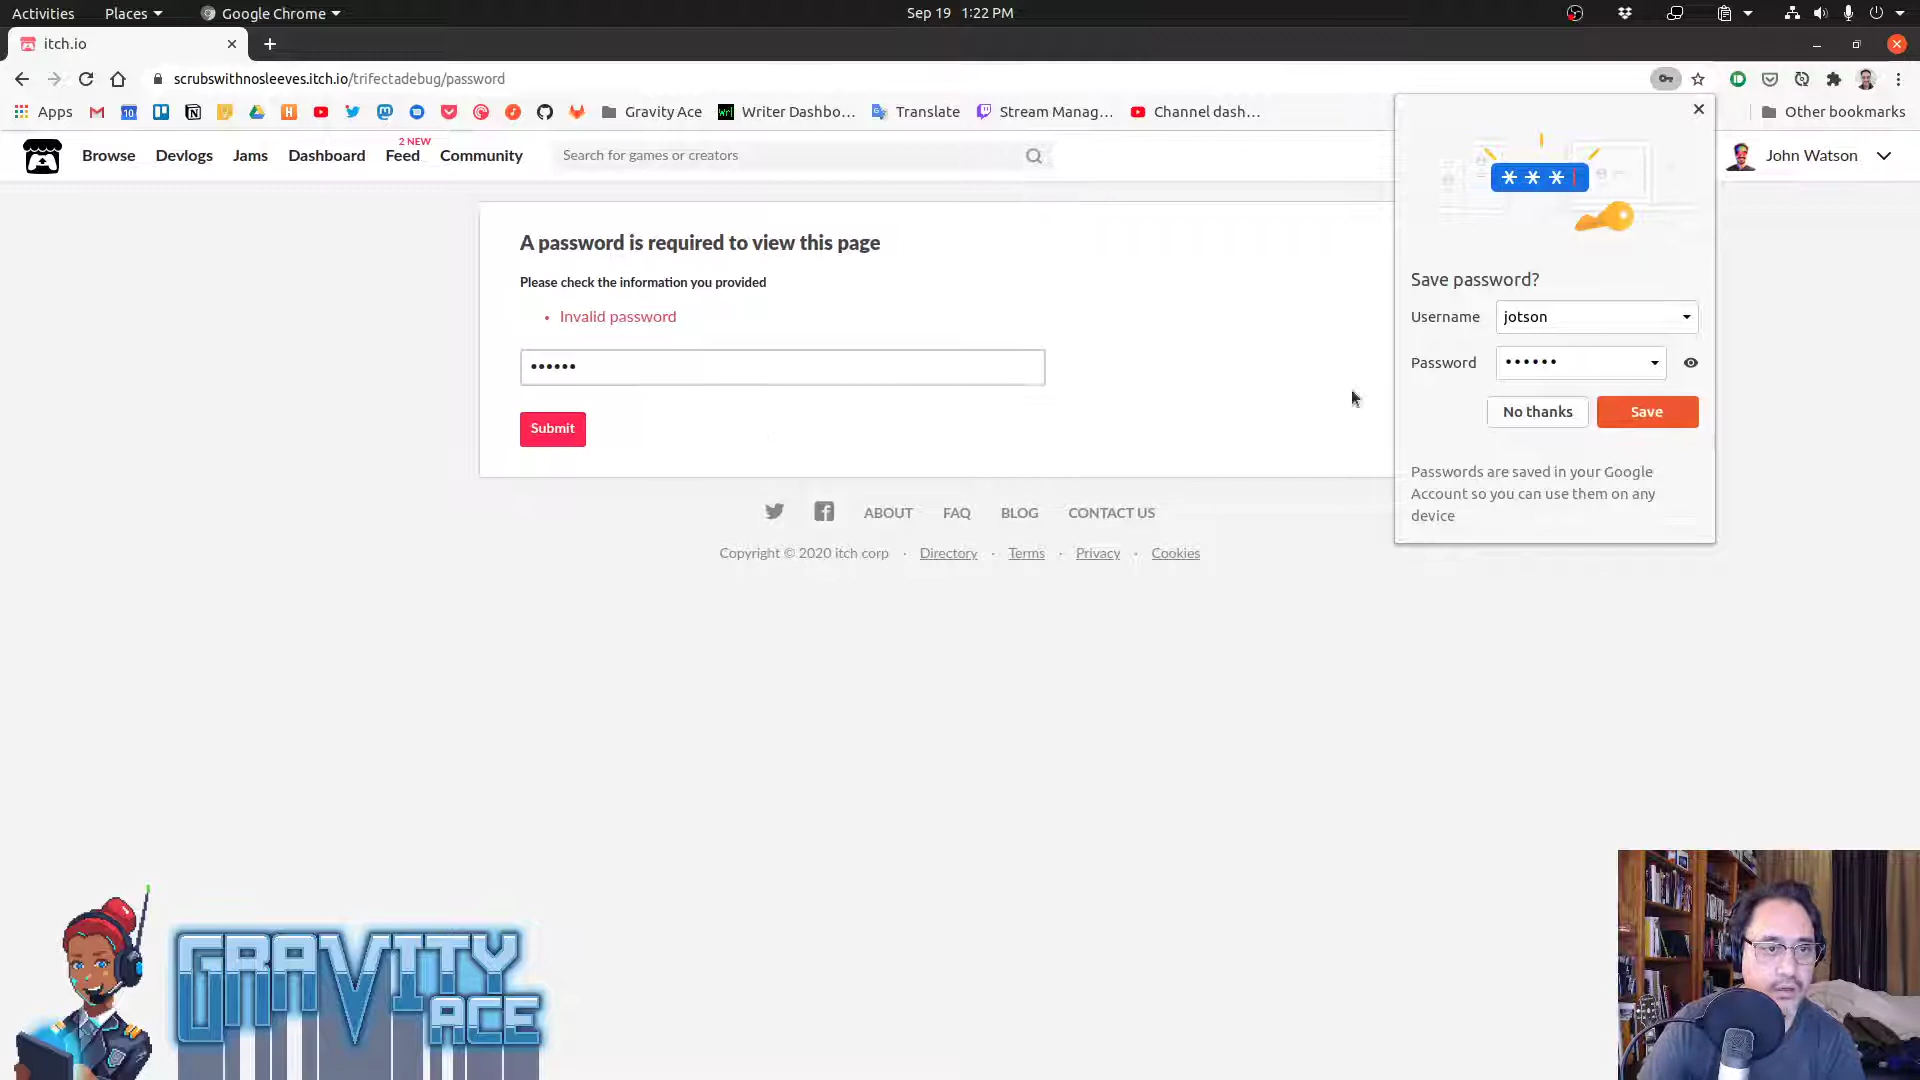 Activities Places Google Chrome Sep 19 1:22 PM
itch.io
scrubswithnosleeves.itch.io/trifectadebug/password
Apps 10 Gravity Ace Writer Dashbo... Translate Stream Manag... Channel dash... Other bookmarks
2 NEW
Browse Devlogs Jams Dashboard Feed Community Search for games or creators John Watson
A password is required to view this page
Please check the information you provided
• Invalid password
••••••
Submit
***
Save password?
Username jotson
Password ••••••
No thanks Save
Passwords are saved in your Google
Account so you can use them on any
device
ABOUT FAQ BLOG CONTACT US
Copyright © 2020 itch corp · Directory · Terms · Privacy · Cookies
GRAVITY
ACE